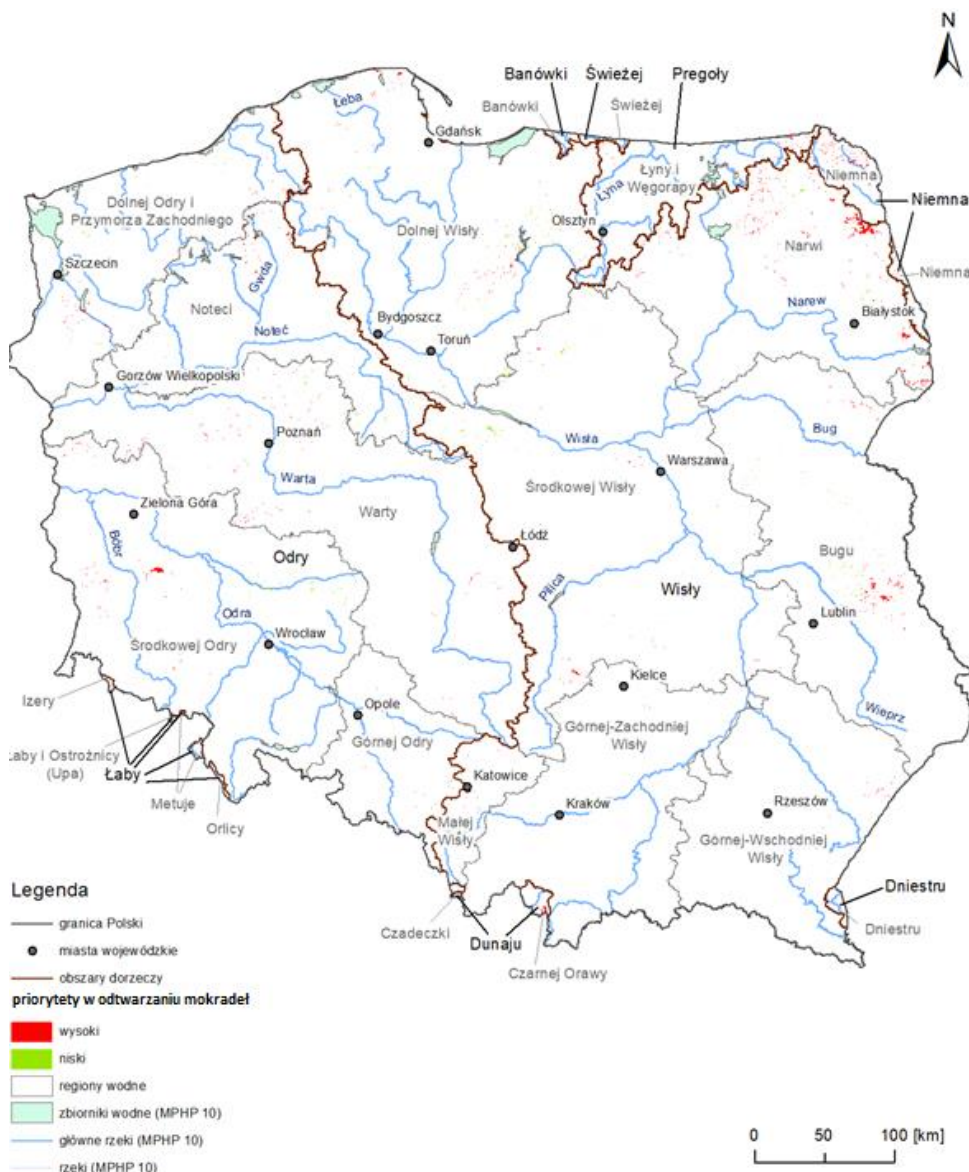 N
Banówki Świeżej Pregoły
Banówki Świeżej
Łeba
Gdańsk
Łyny i
Węgorapy
Niemna
Niemna
Łyna
Dolnej Odry i
Przymorza Zachodniego
Dolnej Wisły
Olsztyn
Narwi
Niemna
Szczecin
Gwda
Noteci
Noteć
Bydgoszcz
Toruń
Narew
Białystok
Gorzów Wielkopolski
Poznań
Warta
Wisła
Bug
Warszawa
Środkowej Wisły
Zielona Góra
Warty
Bóbr
Odry
Łódź
Bugu
Pilica
Wisły
Odra
Lublin
Środkowej Odry
Wrocław
Izery
Kielce
Opole
Wieprz
Górnej Odry
Górnej-Zachodniej
Wisły
Łaby i Ostrożnicy
(Upa)
Łaby
Metuje
Orlicy
Katowice
Kraków
Rzeszów
Małej
Wisły
Górnej-Wschodniej
Wisły
Dniestru
Dniestru
Czadeczki
Dunaju
Czarnej Orawy
Legenda
granica Polski
miasta wojewódzkie
obszary dorzeczy
priorytety w odtwarzaniu mokradeł
wysoki
niski
regiony wodne
zbiorniki wodne (MPHP 10)
główne rzeki (MPHP 10)
rzeki (MPHP 10)
0 50 100 [km]